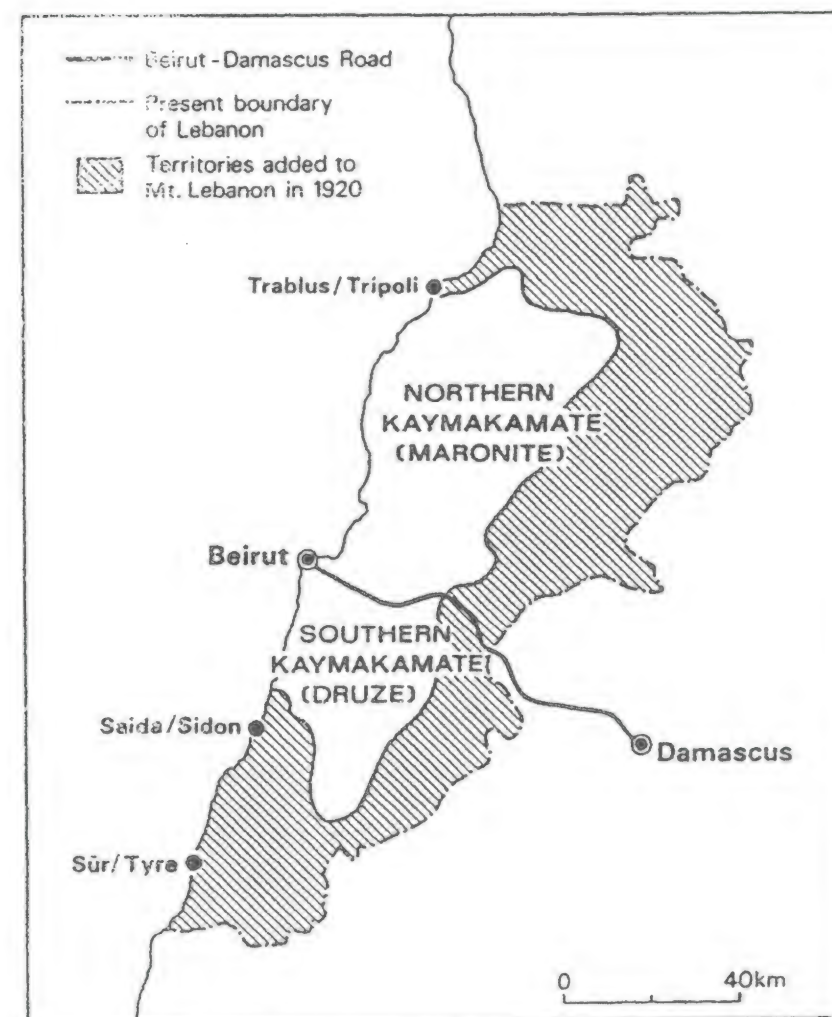 Beirut-Damascus Road
Present boundary
of Lebanon
Territories added to
Mt. Lebanon in 1920
Trablus/Tripoli
NORTHERN
KAYMAKAMATE
(MARONITE)
Beirut
SOUTHERN
KAYMAKAMATE
(DRUZE)
Saida/Sidon
Damascus
Sūr/Tyre
0 40km